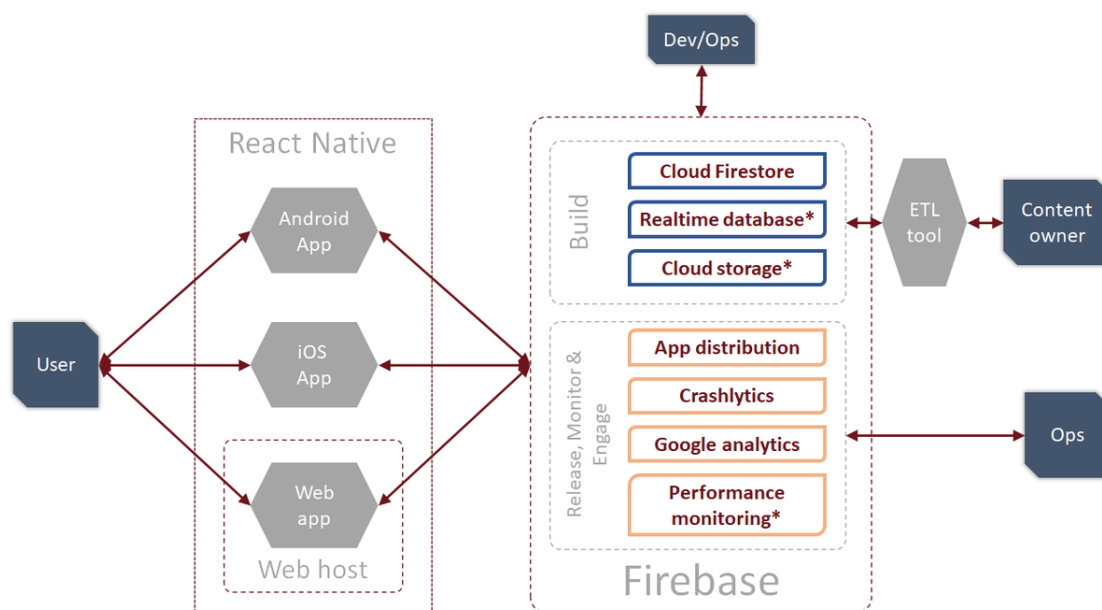 Dev/Ops
React Native
Android
App
iOS
App
Web
app
Web host
User
Build
Cloud Firestore
Realtime database*
Cloud storage*
Release, Monitor &
Engage
App distribution
Crashlytics
Google analytics
Performance
monitoring*
Firebase
ETL
tool
Content
owner
Ops